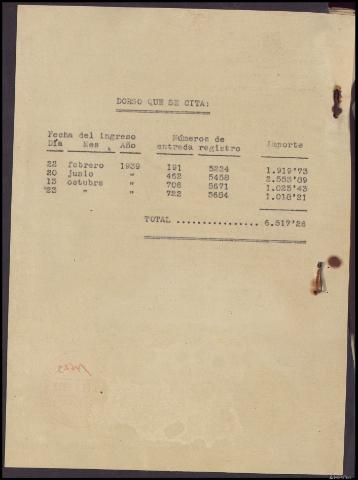 DORSO QUE SE CITA:
Fecha del ingreso Números de
Día Mes Año entrada registro Importe
22 febrero 1939 191 5234 1.919'73
20 junio " 462 5458 2.553'89
13 octubre " 706 5671 1.025'43
23 " " 722 5684 1.018'21
TOTAL ................ 6.517'26